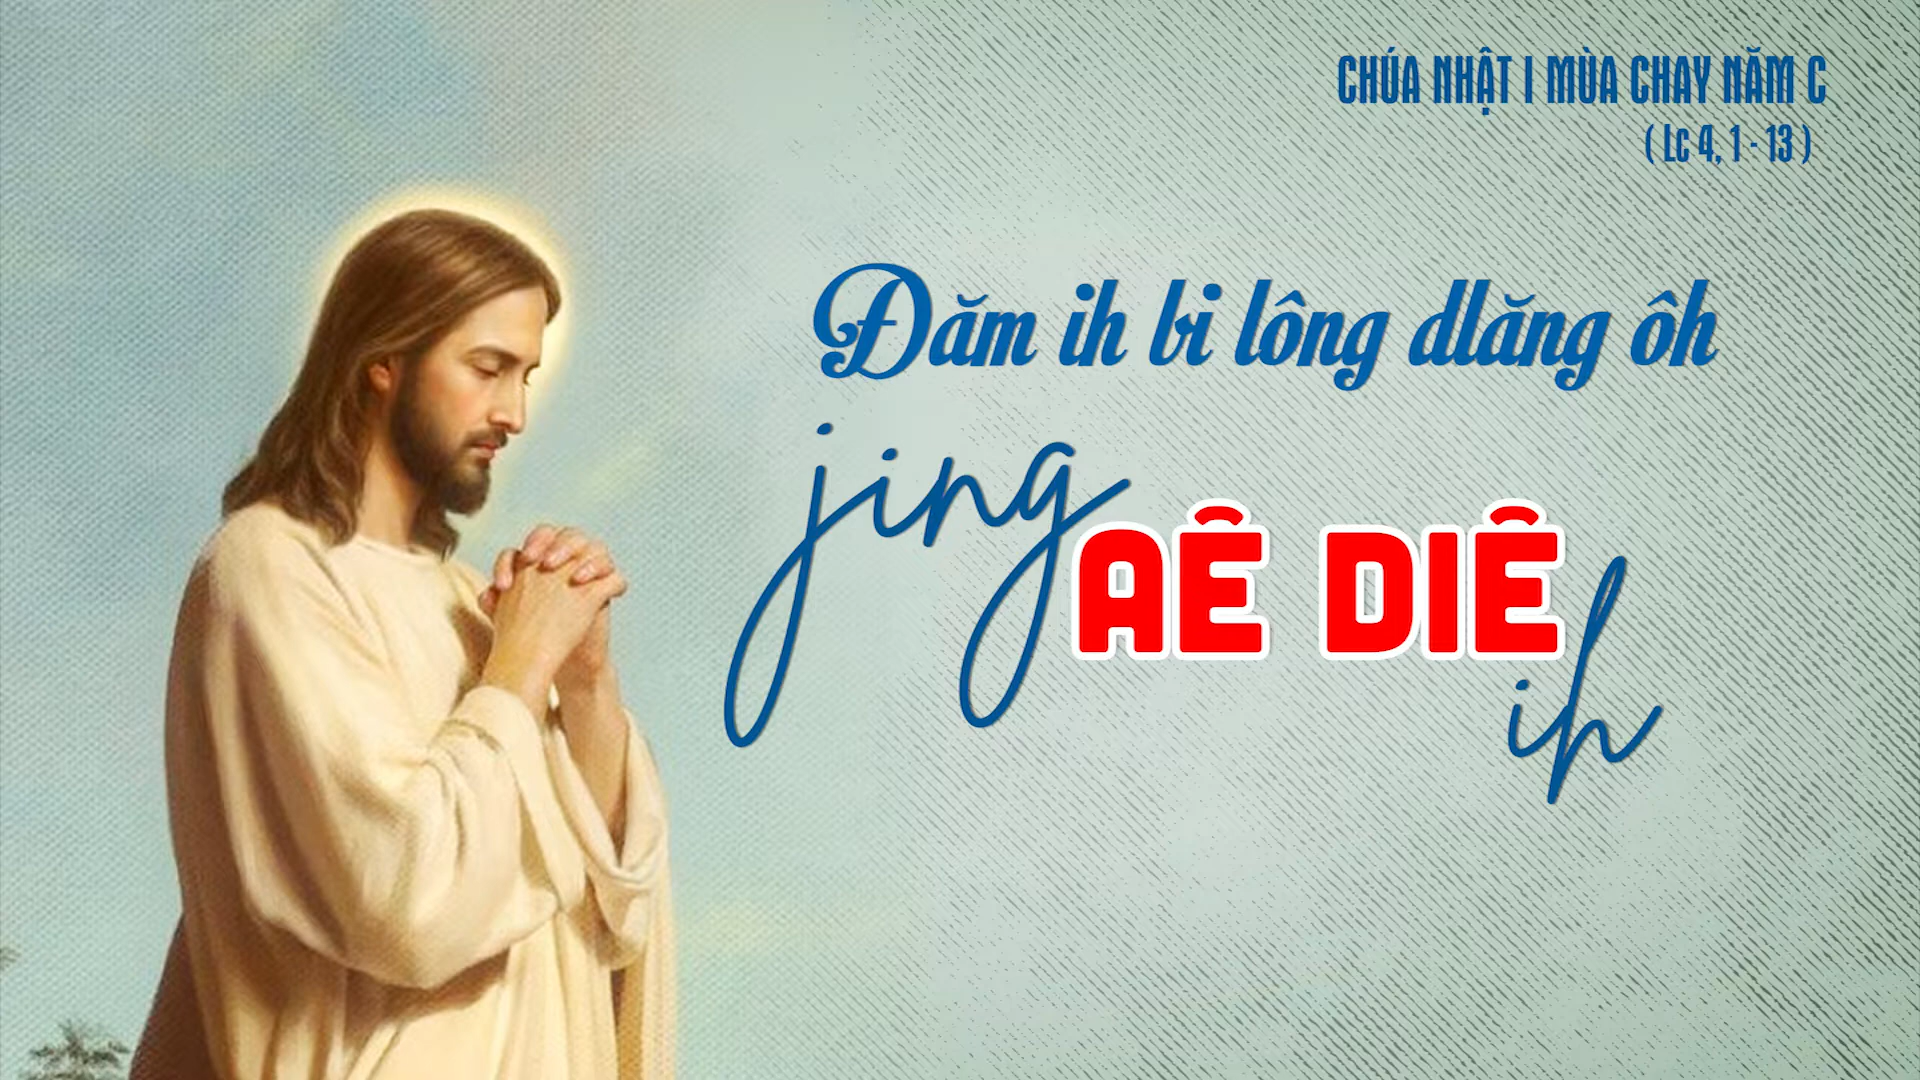 CHÚA NHẬT I MÙA CHAY NĂM C
( Lc 4, 1 - 13 )
Đăm ih bi lông dlăng ôh
jing AÊ DIÊ ih